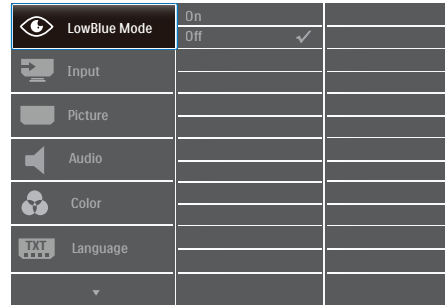 LowBlue Mode
On
Off
Input
Picture
Audio
Color
TXT
Language